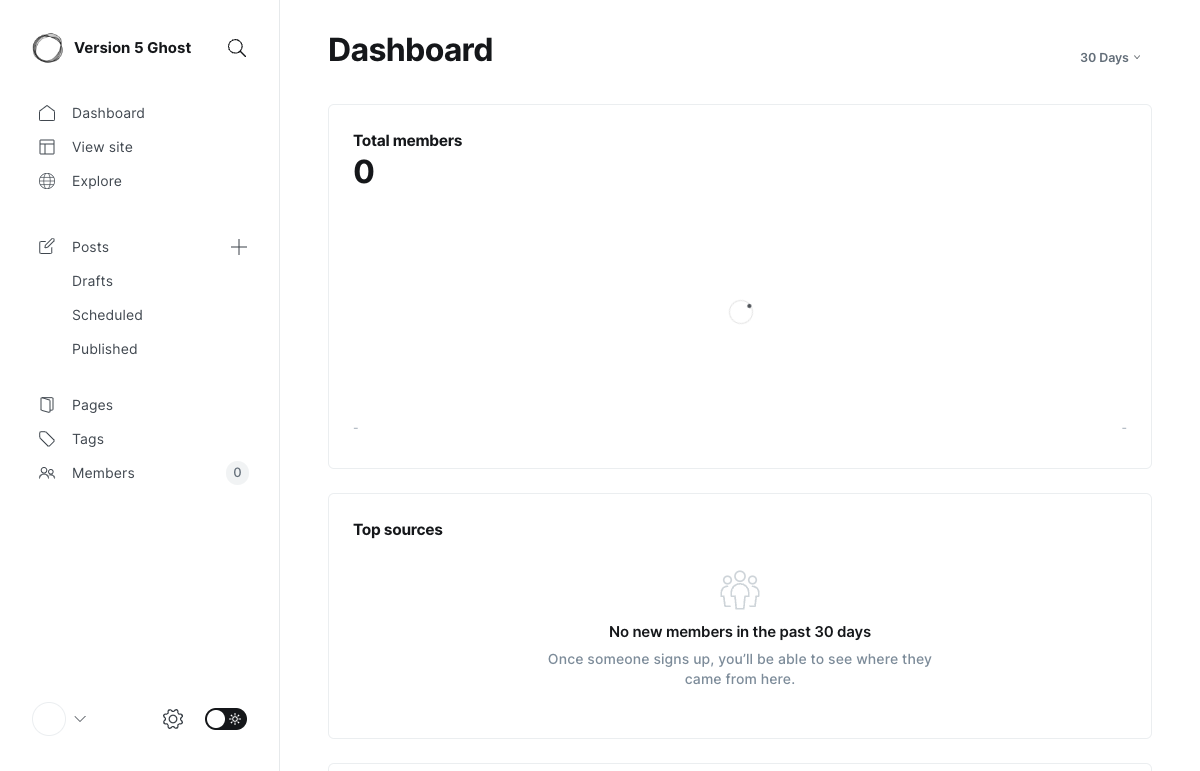 Version 5 Ghost
Dashboard
View site
Explore
Posts
Drafts
Scheduled
Published
Pages
Tags
Members
0
Dashboard
30 Days
Total members
0
-
-
Top sources
No new members in the past 30 days
Once someone signs up, you’ll be able to see where they
came from here.